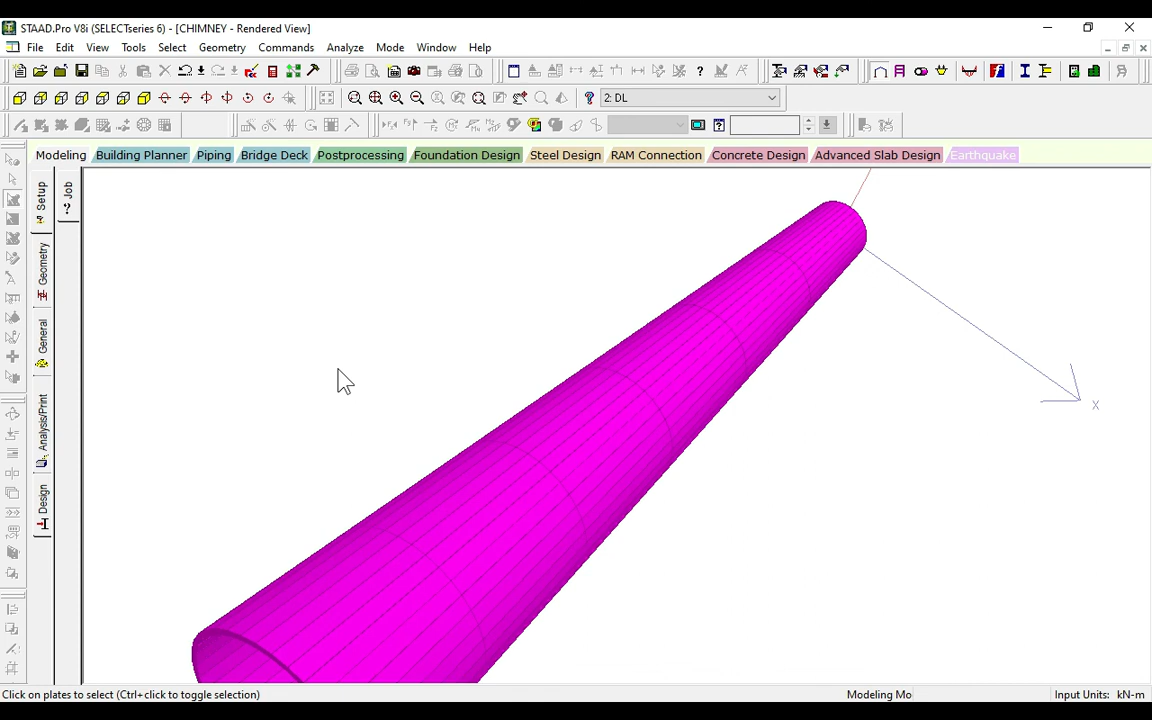 STAAD.Pro V8i (SELECTseries 6) - [CHIMNEY - Rendered View]
File Edit View Tools Select Geometry Commands Analyze Mode Window Help
2: DL
Modeling Building Planner Piping Bridge Deck Postprocessing Foundation Design Steel Design RAM Connection Concrete Design Advanced Slab Design Earthquake
Setup
? Job
Geometry
General
Analysis/Print
Design
X
Click on plates to select (Ctrl+click to toggle selection) Modeling Mo Input Units: kN-m